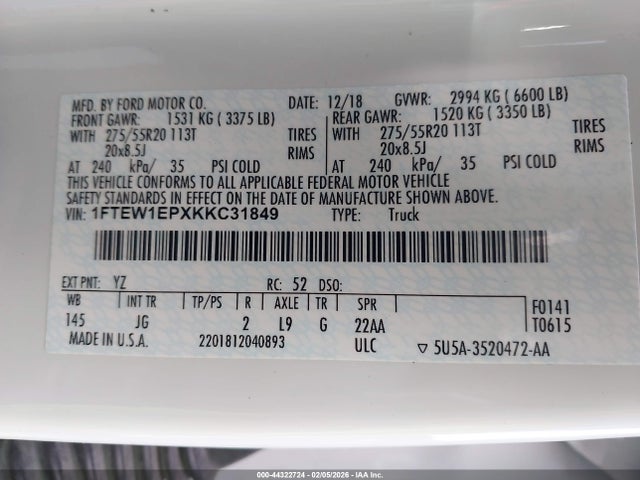 MFD. BY FORD MOTOR CO. DATE: 12/18 GVWR: 2994 KG ( 6600 LB)
FRONT GAWR: 1531 KG ( 3375 LB) REAR GAWR: 1520 KG ( 3350 LB)
WITH 275/55R20 113T TIRES WITH 275/55R20 113T TIRES
20x8.5J RIMS 20x8.5J RIMS
AT 240 kPa/ 35 PSI COLD AT 240 kPa/ 35 PSI COLD
THIS VEHICLE CONFORMS TO ALL APPLICABLE FEDERAL MOTOR VEHICLE
SAFETY STANDARDS IN EFFECT ON THE DATE OF MANUFACTURE SHOWN ABOVE.
VIN: 1FTEW1EPXKKC31849 TYPE: Truck
EXT PNT: YZ RC: 52 DSO:
WB INT TR TP/PS R AXLE TR SPR F0141
145 JG 2 L9 G 22AA T0615
MADE IN U.S.A. 2201812040893 ULC ▽ 5U5A-3520472-AA
000-44322724 - 02/05/2026 - IAA Inc.